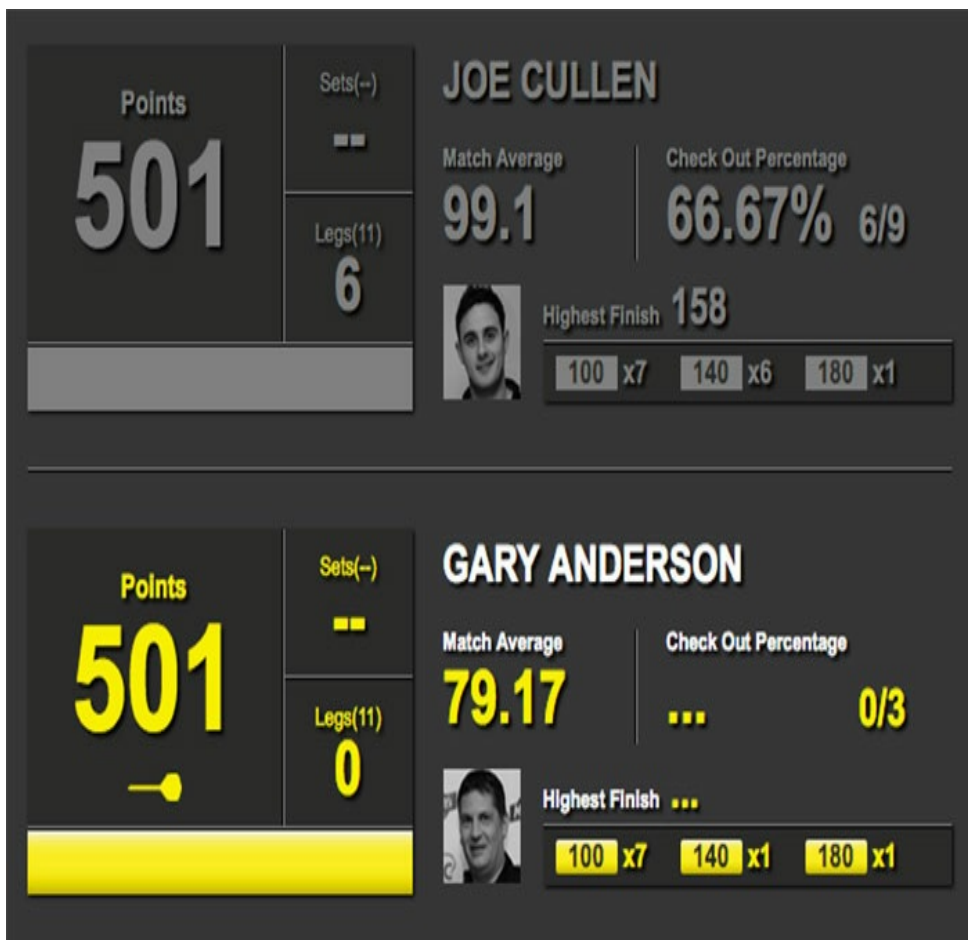 JOE CULLEN
Points
501
Sets(--)
--
Legs(11)
6
Match Average
99.1
Check Out Percentage
66.67% 6/9
Highest Finish 158
100 x7 140 x6 180 x1
GARY ANDERSON
Points
501
Sets(--)
--
Legs(11)
0
Match Average
79.17
Check Out Percentage
... 0/3
Highest Finish ...
100 x7 140 x1 180 x1